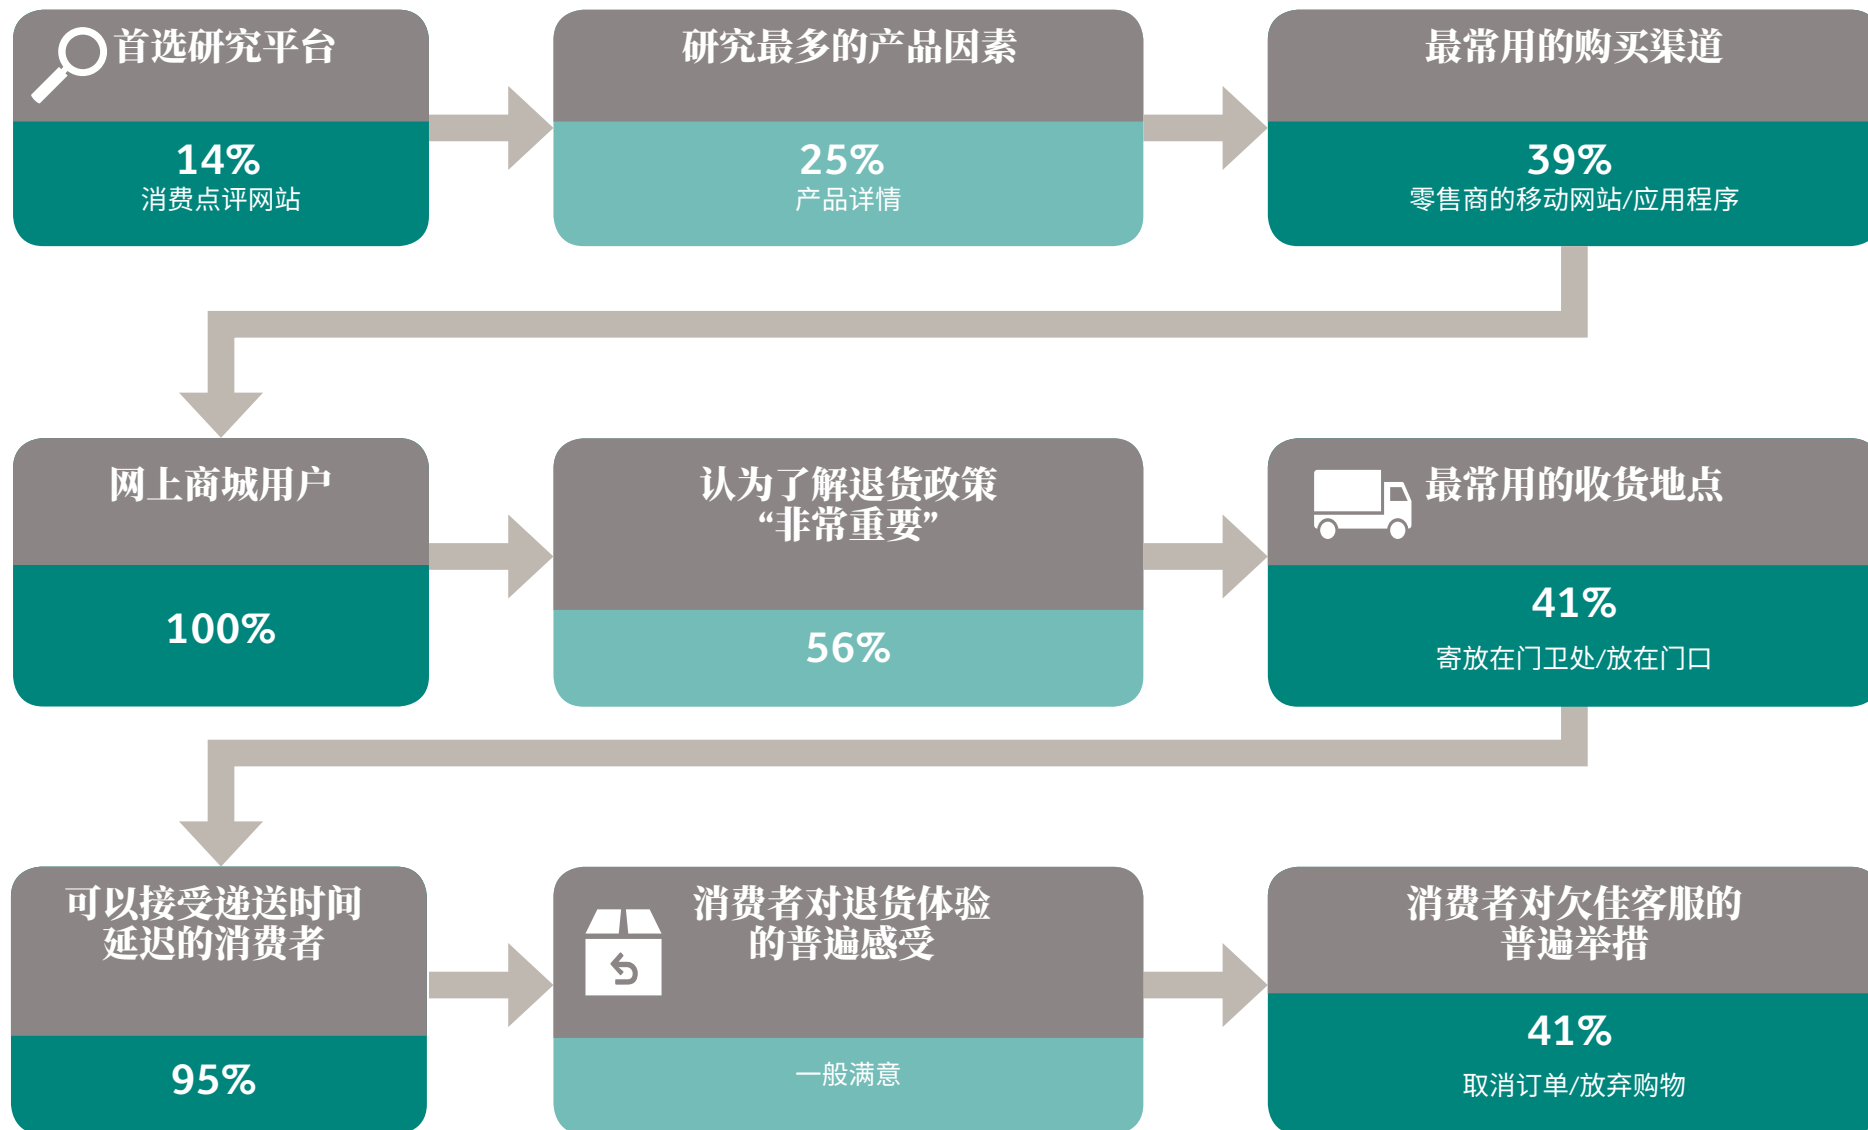 首选研究平台
14%
消费点评网站
研究最多的产品因素
25%
产品详情
最常用的购买渠道
39%
零售商的移动网站/应用程序
网上商城用户
100%
认为了解退货政策
“非常重要”
56%
最常用的收货地点
41%
寄放在门卫处/放在门口
可以接受递送时间
延迟的消费者
95%
消费者对退货体验
的普遍感受
一般满意
消费者对欠佳客服的
普遍举措
41%
取消订单/放弃购物